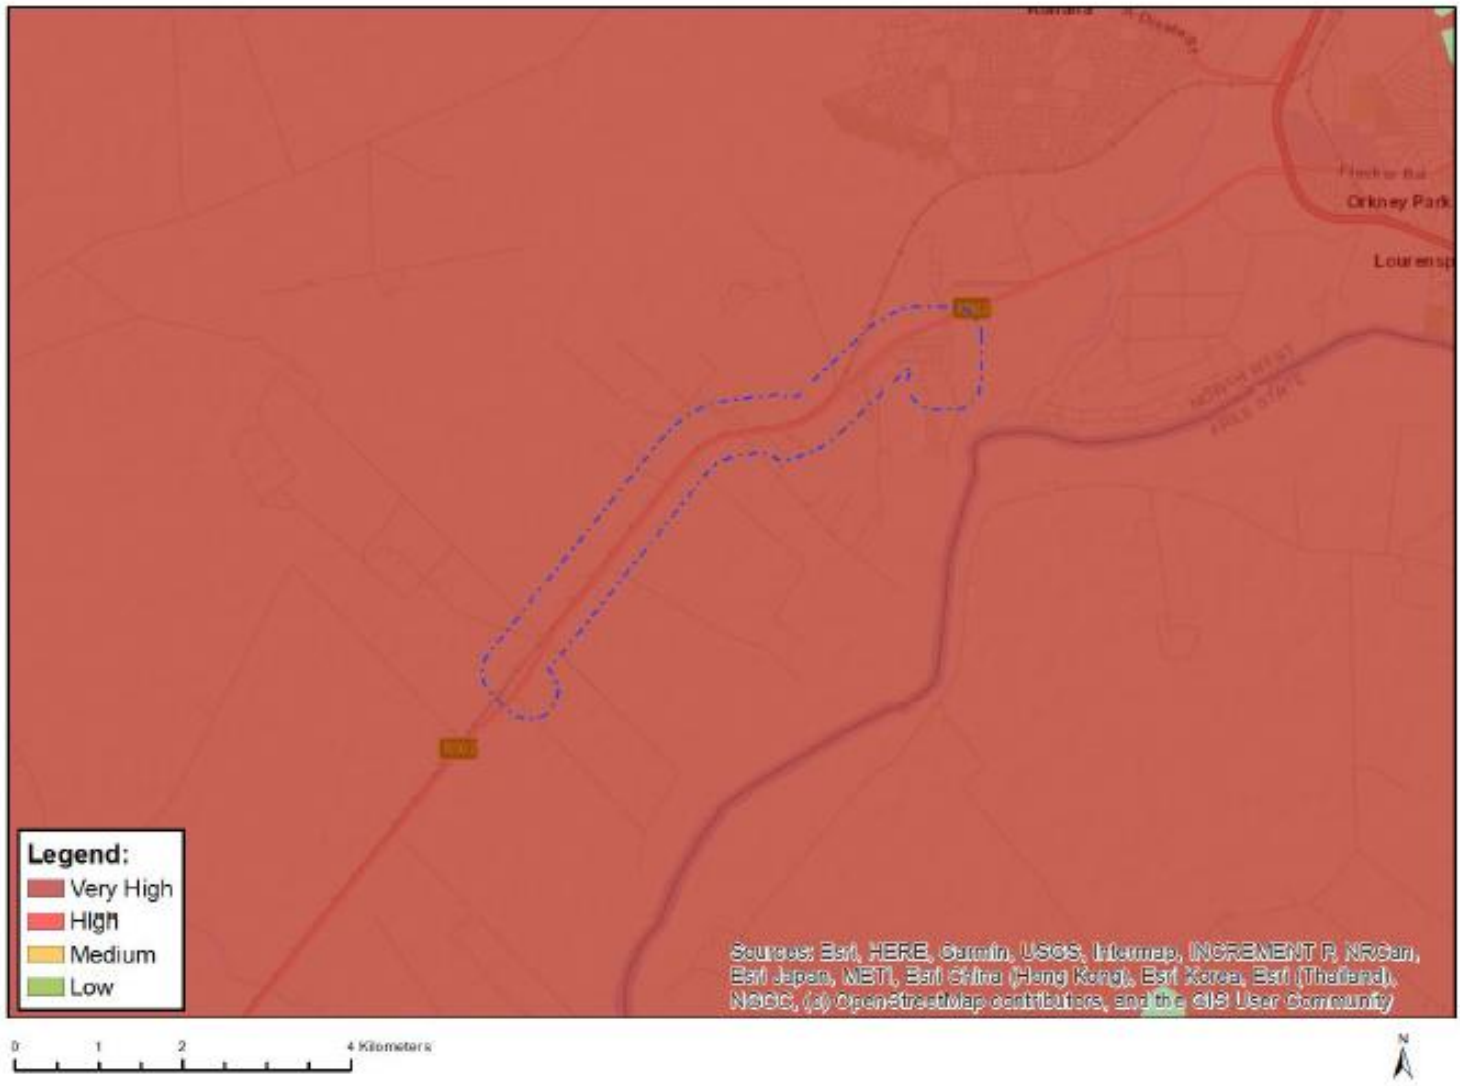 Orkney Park
Lourensp
NORTH WEST
FREE STATE
Legend:
Very High
High
Medium
Low
Sources: Esri, HERE, Garmin, USGS, Intermap, INCREMENT P, NRCan,
Esri Japan, METI, Esri China (Hong Kong), Esri Korea, Esri (Thailand),
NGCC, (c) OpenStreetMap contributors, and the GIS User Community
0 1 2 4 Kilometers
N